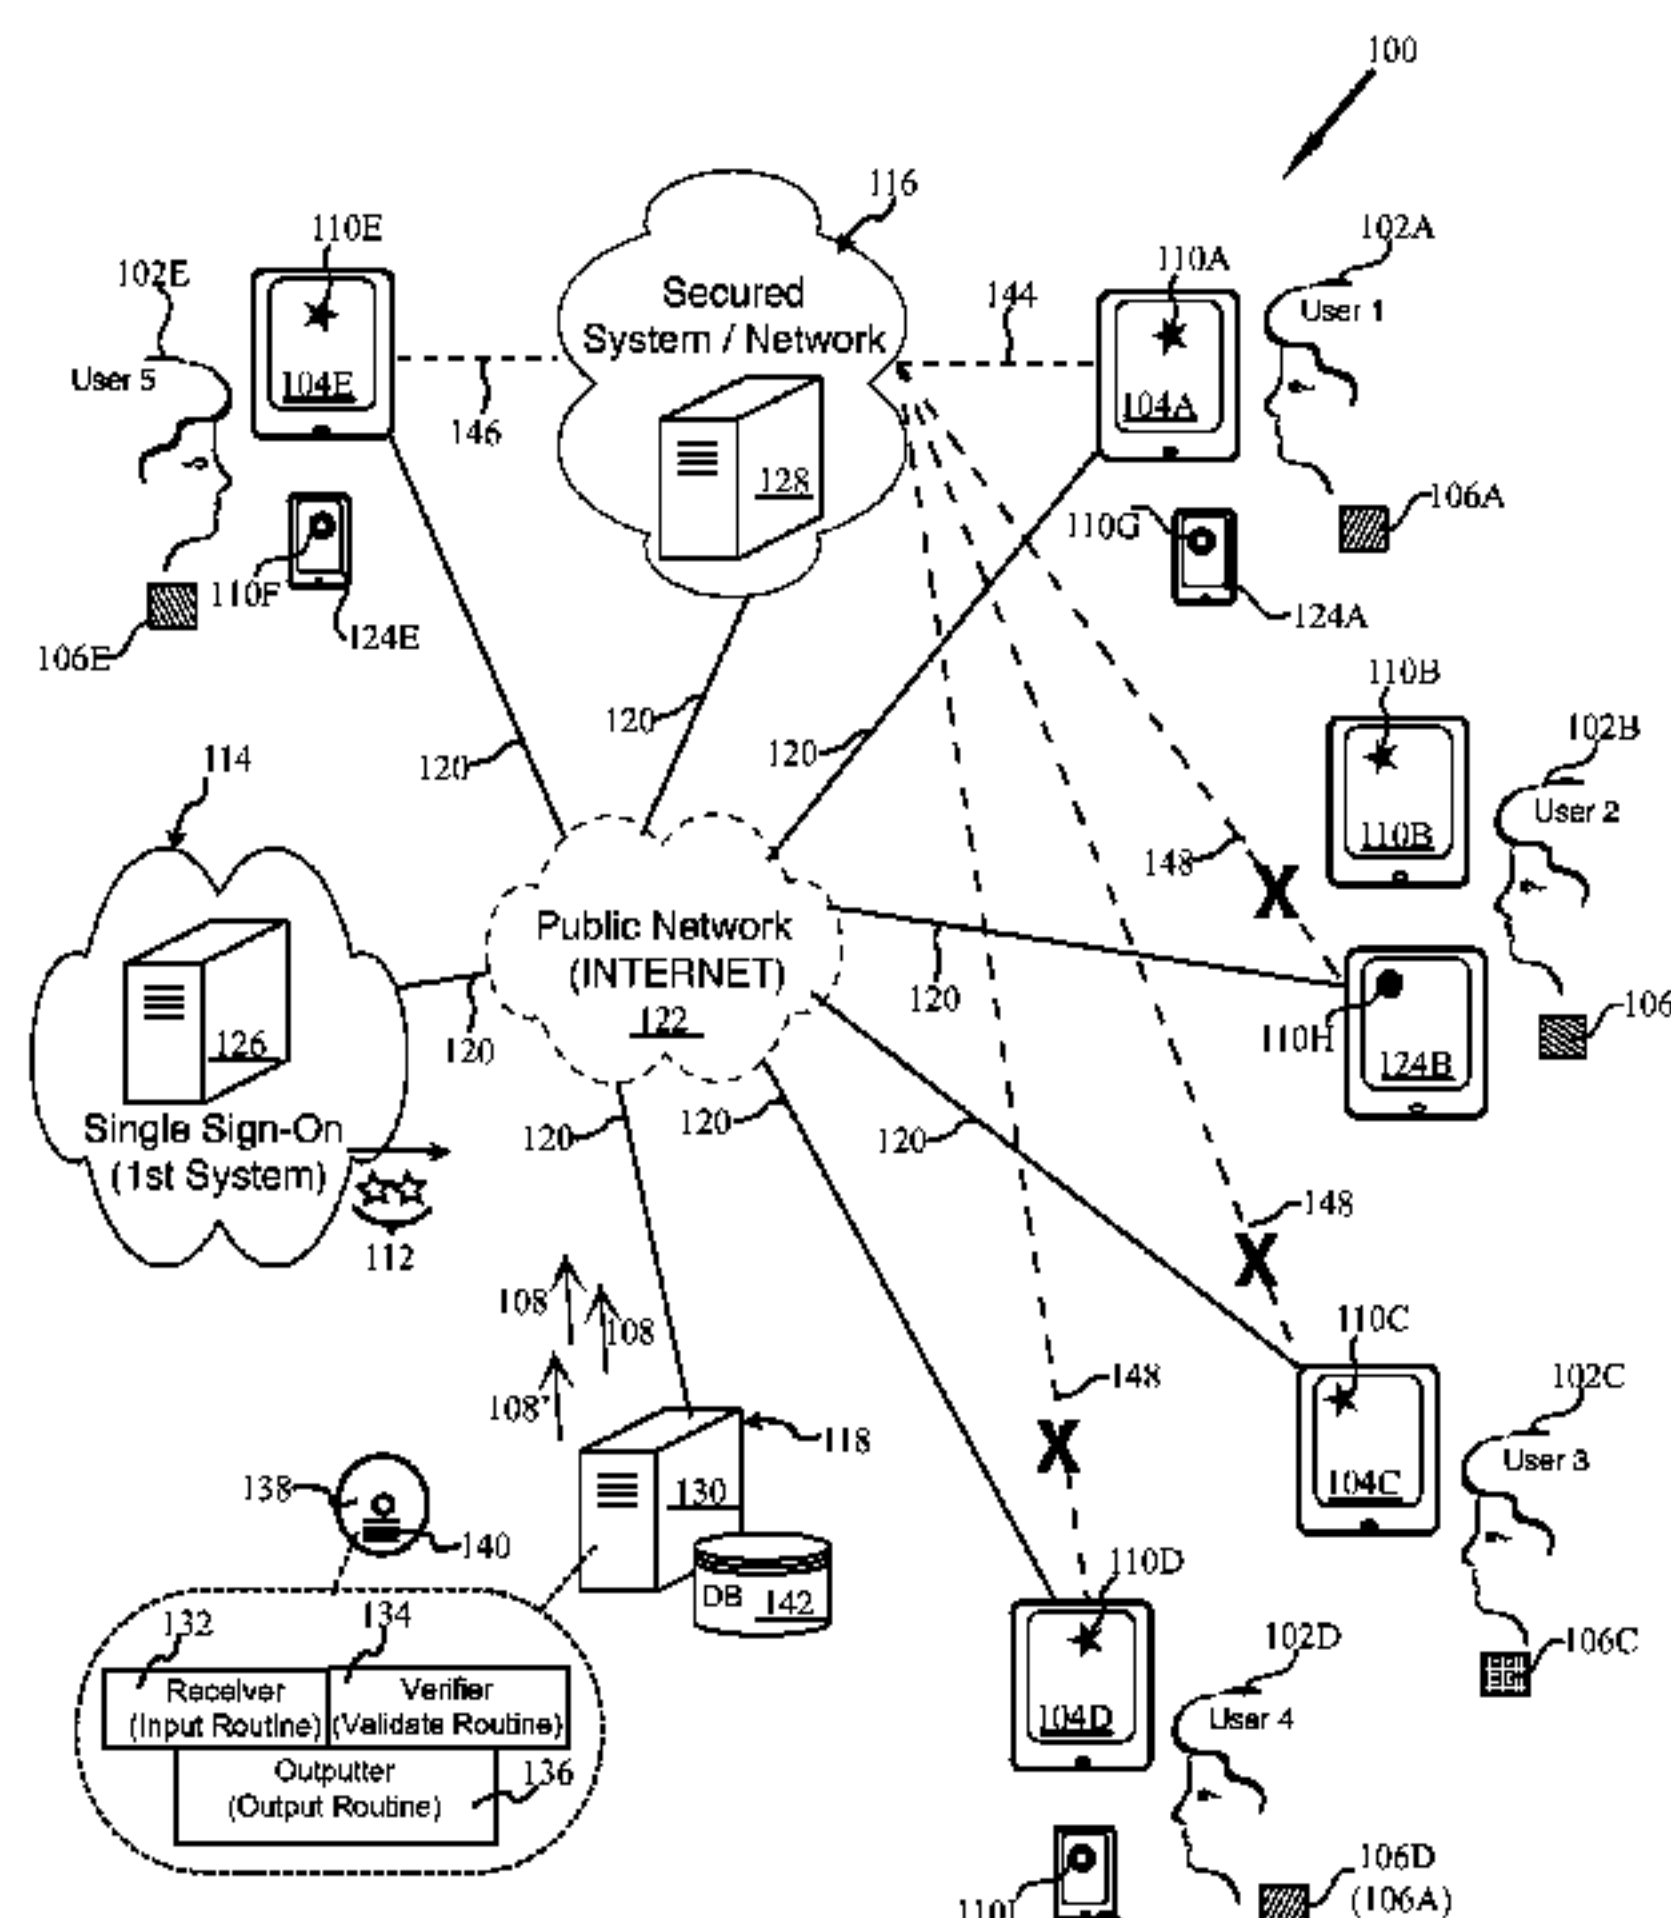 100
116
110E
102E
Secured
System / Network
144
110A
102A
User 1
User 5
104E
146
104A
128
106A
110G
110F
124E
106E
124A
110B
102B
User 2
120
120
120
114
148
110B
Public Network
(INTERNET)
122
120
110H
124B
106
126
120
Single Sign-On
(1st System)
112
120
120
120
148
108
108
108'
110C
102C
User 3
104C
148
118
130
138
140
DB
142
110D
102D
User 4
104D
106C
132
134
Receiver
(Input Routine)
Verifier
(Validate Routine)
Outputter
(Output Routine)
136
106D
(106A)